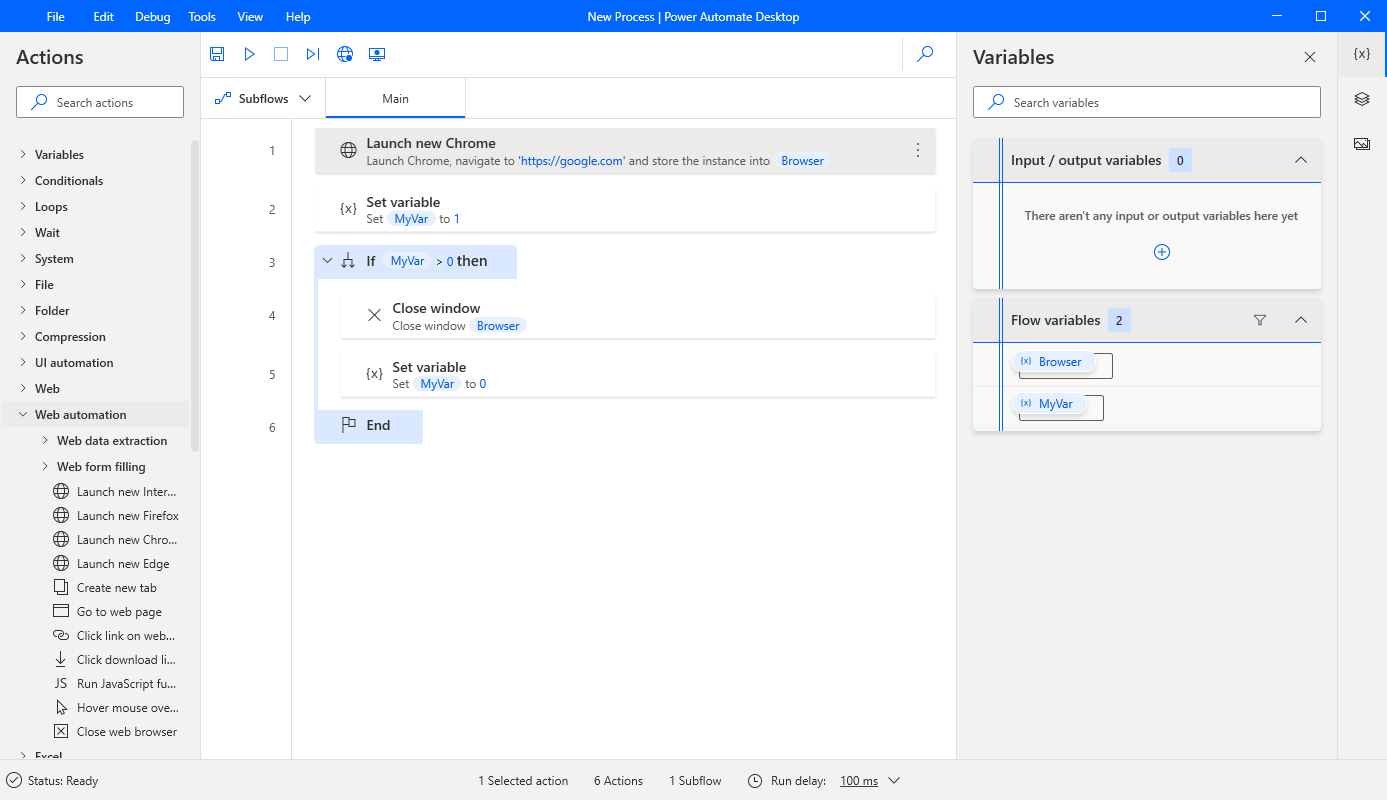 File Edit Debug Tools View Help
New Process | Power Automate Desktop
Actions
Search actions
Variables
Conditionals
Loops
Wait
System
File
Folder
Compression
UI automation
Web
Web automation
Web data extraction
Web form filling
Launch new Inter...
Launch new Firefox
Launch new Chro...
Launch new Edge
Create new tab
Go to web page
Click link on web...
Click download li...
JS Run JavaScript fu...
Hover mouse ove...
Close web browser
Excel
Subflows
Main
1
Launch new Chrome
Launch Chrome, navigate to 'https://google.com' and store the instance into Browser
2
{x} Set variable
Set MyVar to 1
3
If MyVar > 0 then
4
Close window
Close window Browser
5
{x} Set variable
Set MyVar to 0
6
End
Variables
{x}
Search variables
Input / output variables 0
There aren't any input or output variables here yet
Flow variables 2
(x) Browser
(x) MyVar
Status: Ready
1 Selected action
6 Actions
1 Subflow
Run delay: 100 ms